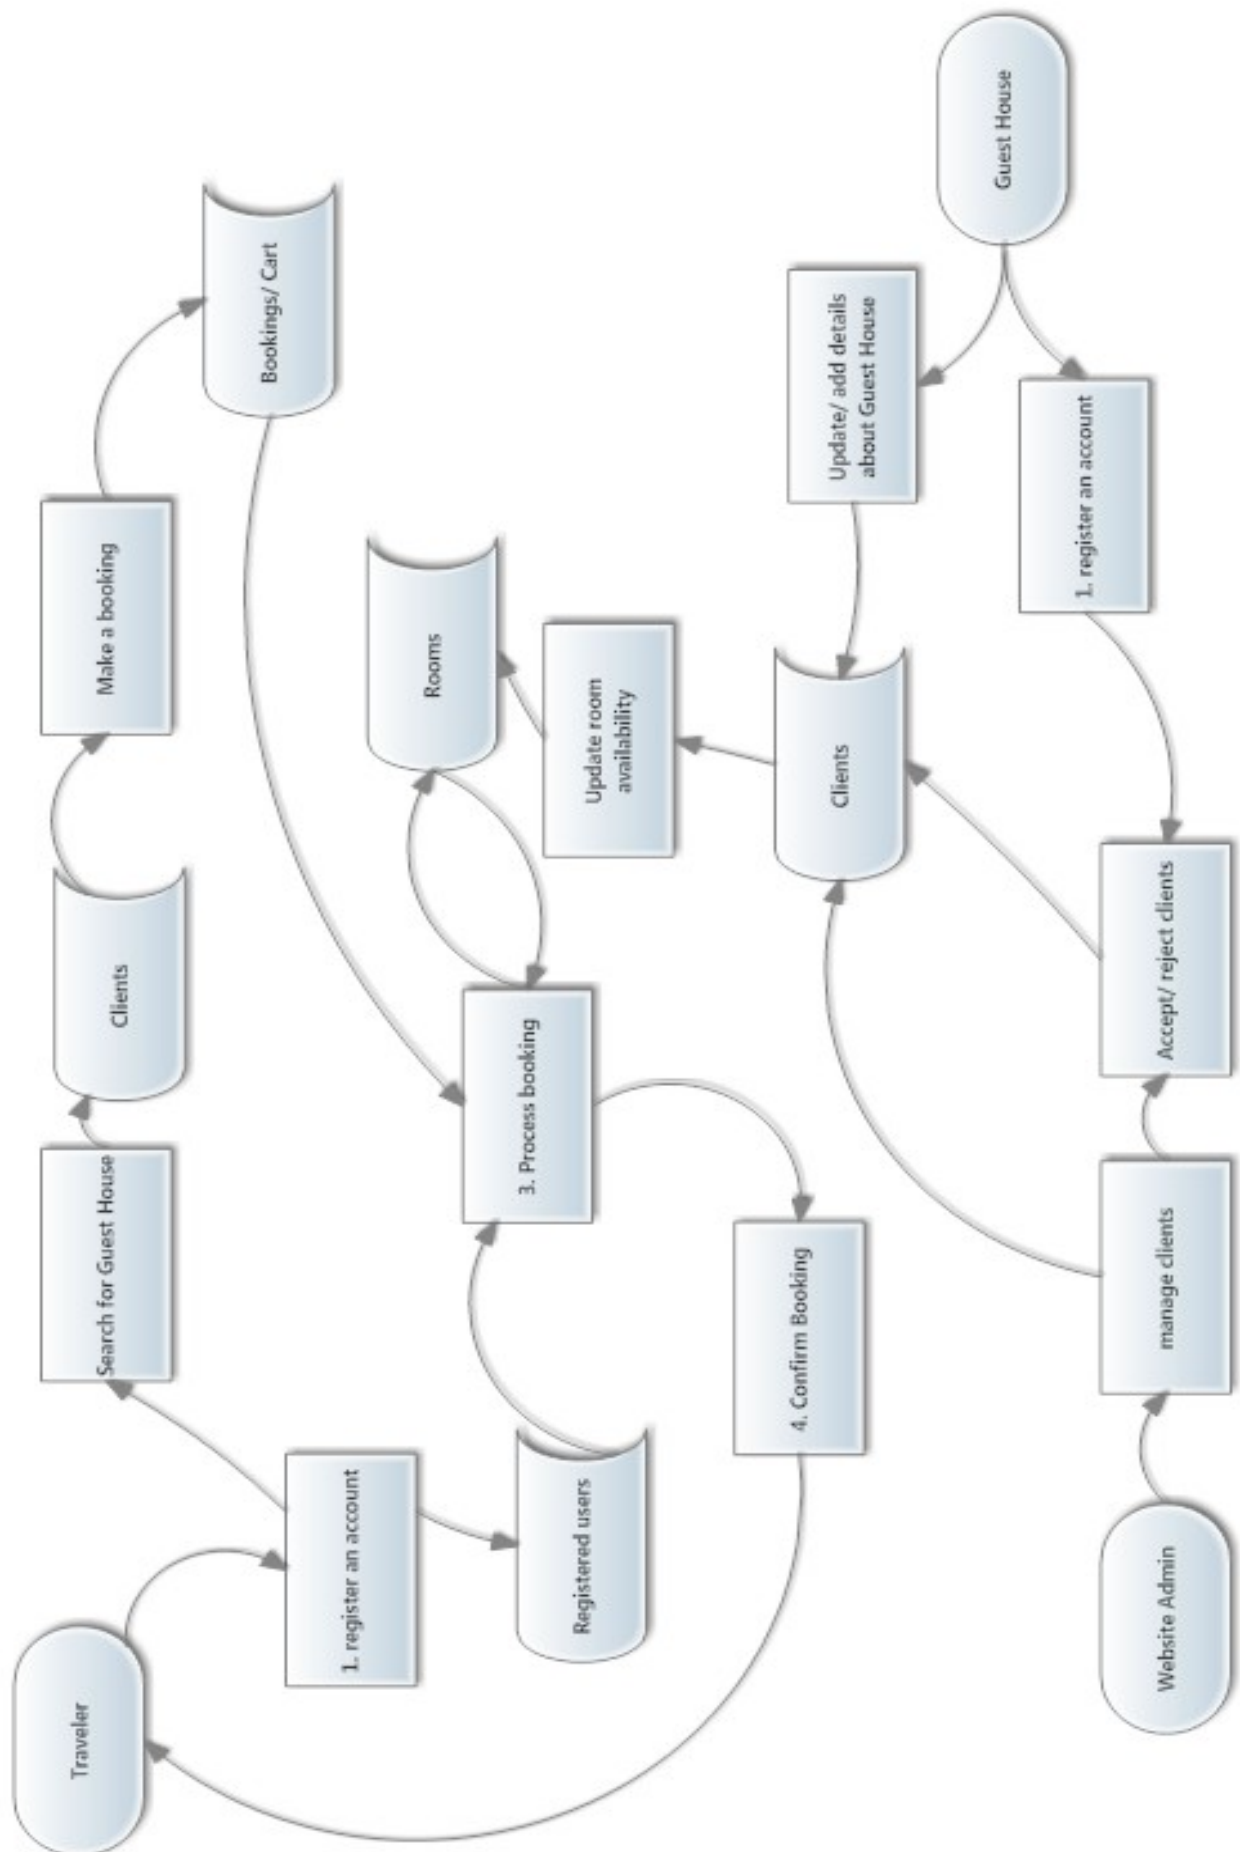 Traveler
1. register an account
Search for Guest House
Clients
Make a booking
Bookings/ Cart
Registered users
3. Process booking
Rooms
4. Confirm Booking
Update room
availability
Clients
Update/ add details
about Guest House
Guest House
Website Admin
manage clients
Accept/ reject clients
1. register an account